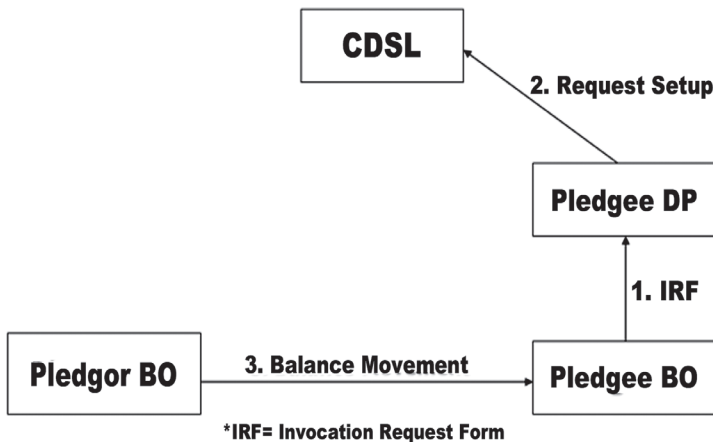 CDSL
2. Request Setup
Pledgee DP
1. IRF
Pledgor BO
3. Balance Movement
Pledgee BO
*IRF= Invocation Request Form